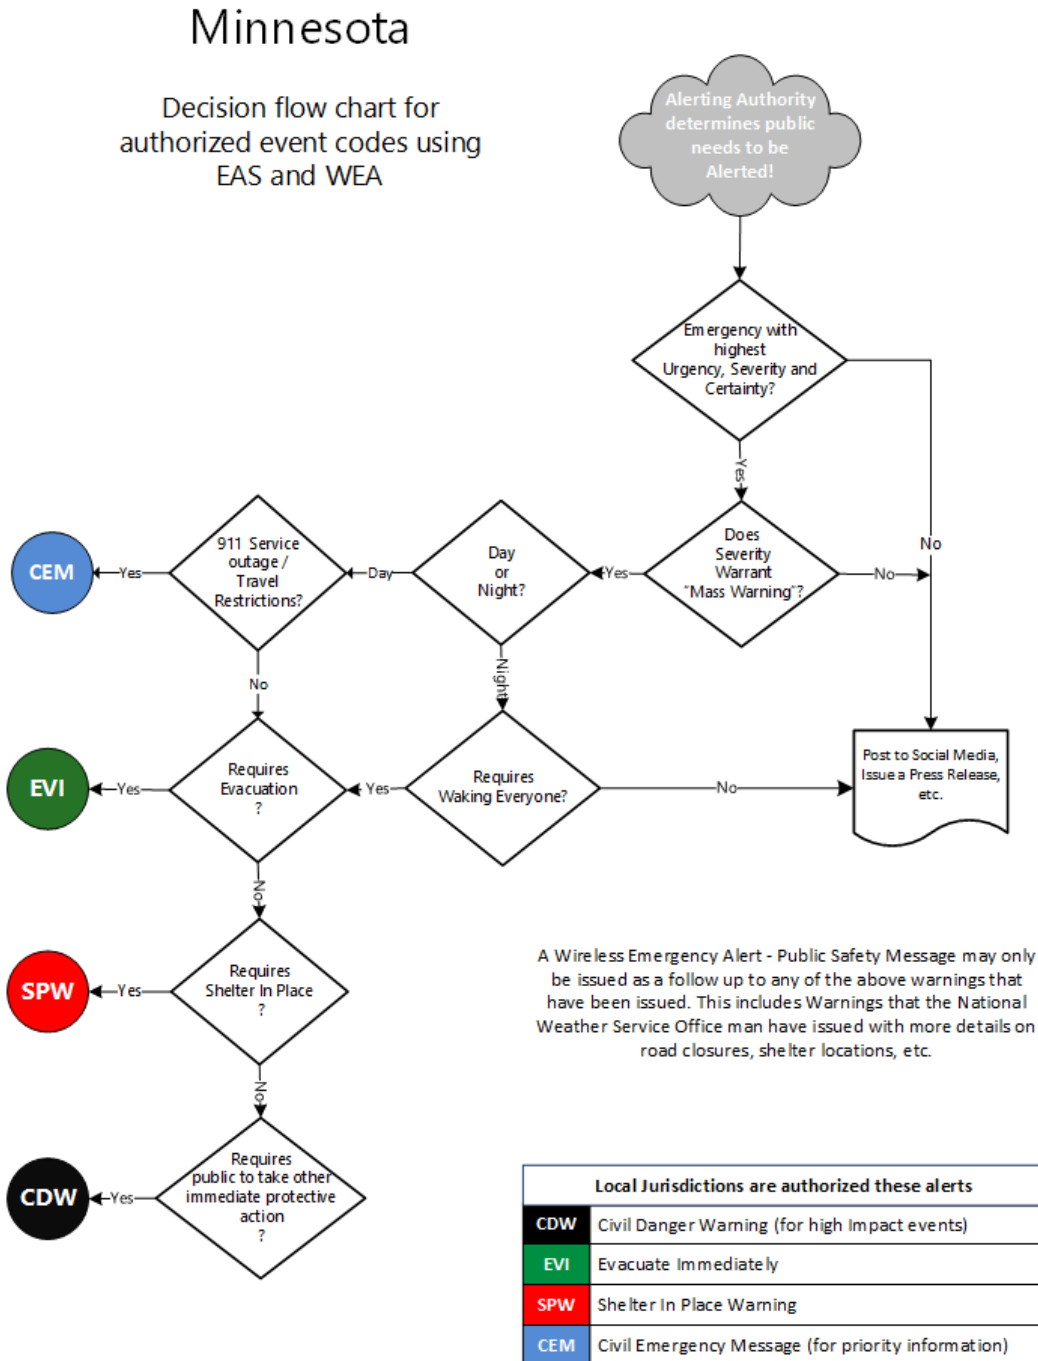 Minnesota
Decision flow chart for
authorized event codes using
EAS and WEA
Alerting Authority
determines public
needs to be
Alerted!
Emergency with
highest
Urgency, Severity and
Certainty?
Yes
No
Does
Severity
Warrant
"Mass Warning"?
No
Yes
Day
or
Night?
Day
Night
911 Service
outage /
Travel
Restrictions?
Yes
CEM
No
Requires
Waking Everyone?
No
Yes
Post to Social Media,
Issue a Press Release,
etc.
Requires
Evacuation
?
Yes
EVI
No
Requires
Shelter In Place
?
Yes
SPW
No
Requires
public to take other
immediate protective
action
?
Yes
CDW
A Wireless Emergency Alert - Public Safety Message may only
be issued as a follow up to any of the above warnings that
have been issued. This includes Warnings that the National
Weather Service Office man have issued with more details on
road closures, shelter locations, etc.
Local Jurisdictions are authorized these alerts
CDW Civil Danger Warning (for high Impact events)
EVI Evacuate Immediately
SPW Shelter In Place Warning
CEM Civil Emergency Message (for priority information)